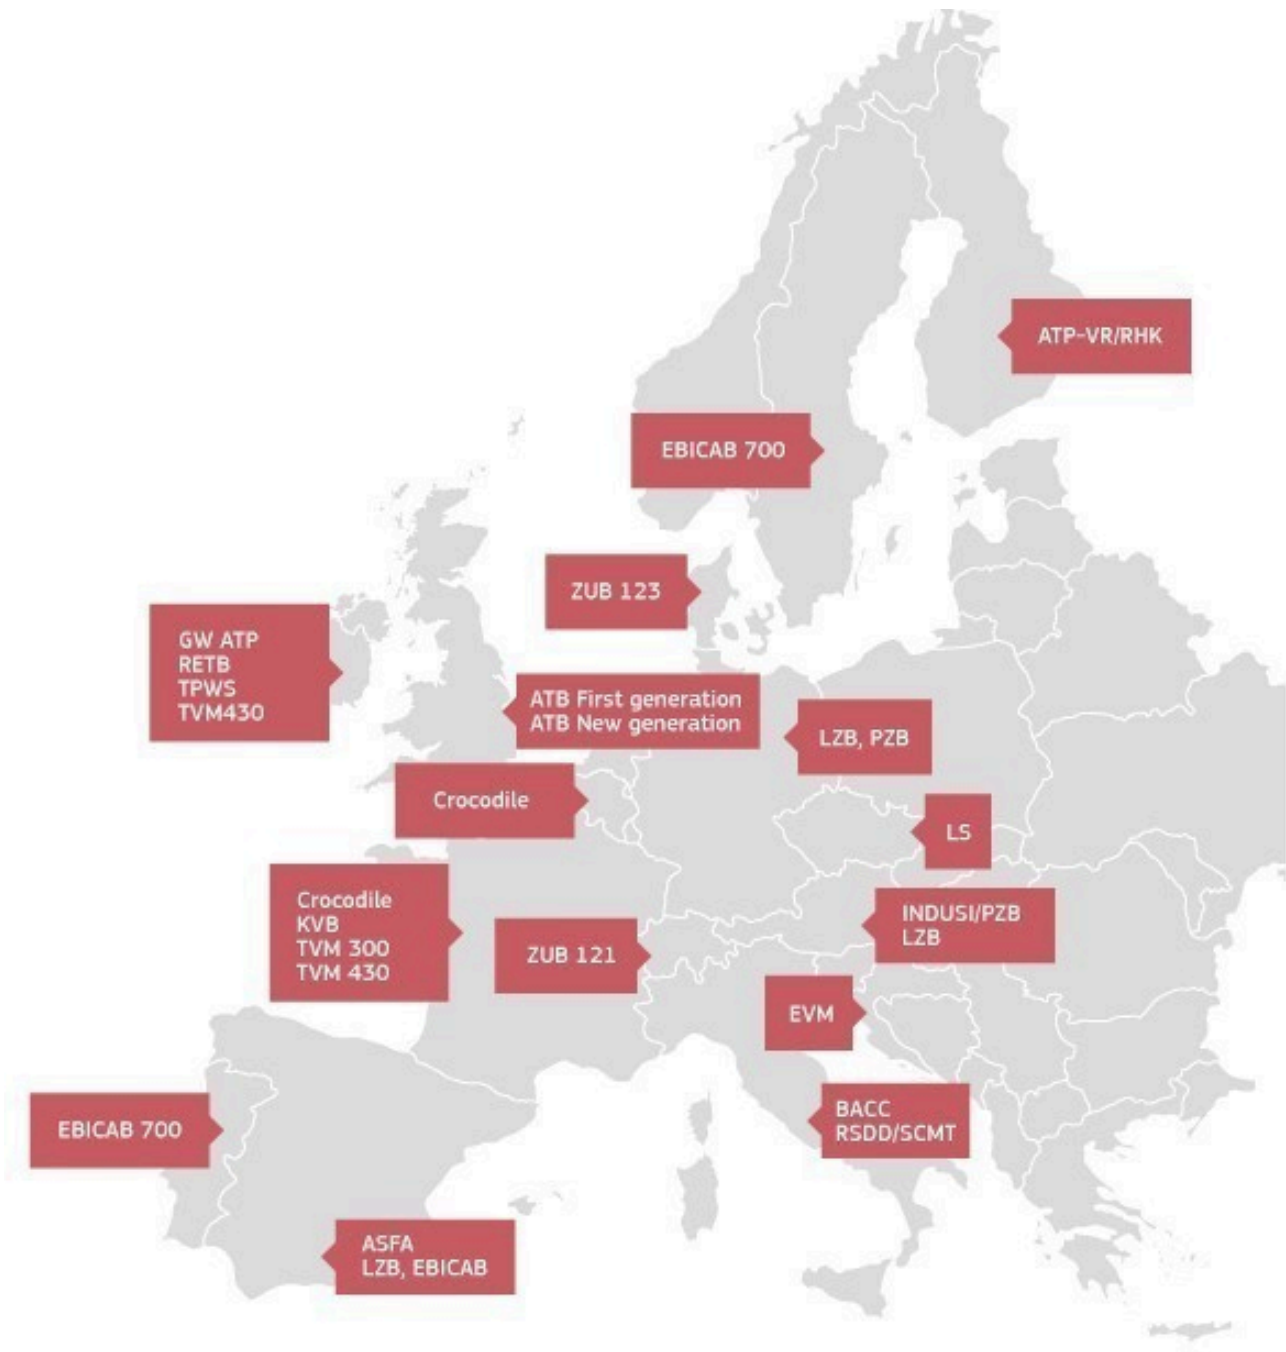 ATP-VR/RHK
EBICAB 700
ZUB 123
GW ATP
RETB
TPWS
TVM430
ATB First generation
ATB New generation
LZB, PZB
Crocodile
LS
Crocodile
KVB
TVM 300
TVM 430
INDUSI/PZB
LZB
ZUB 121
EVM
BACC
RSDD/SCMT
EBICAB 700
ASFA
LZB, EBICAB